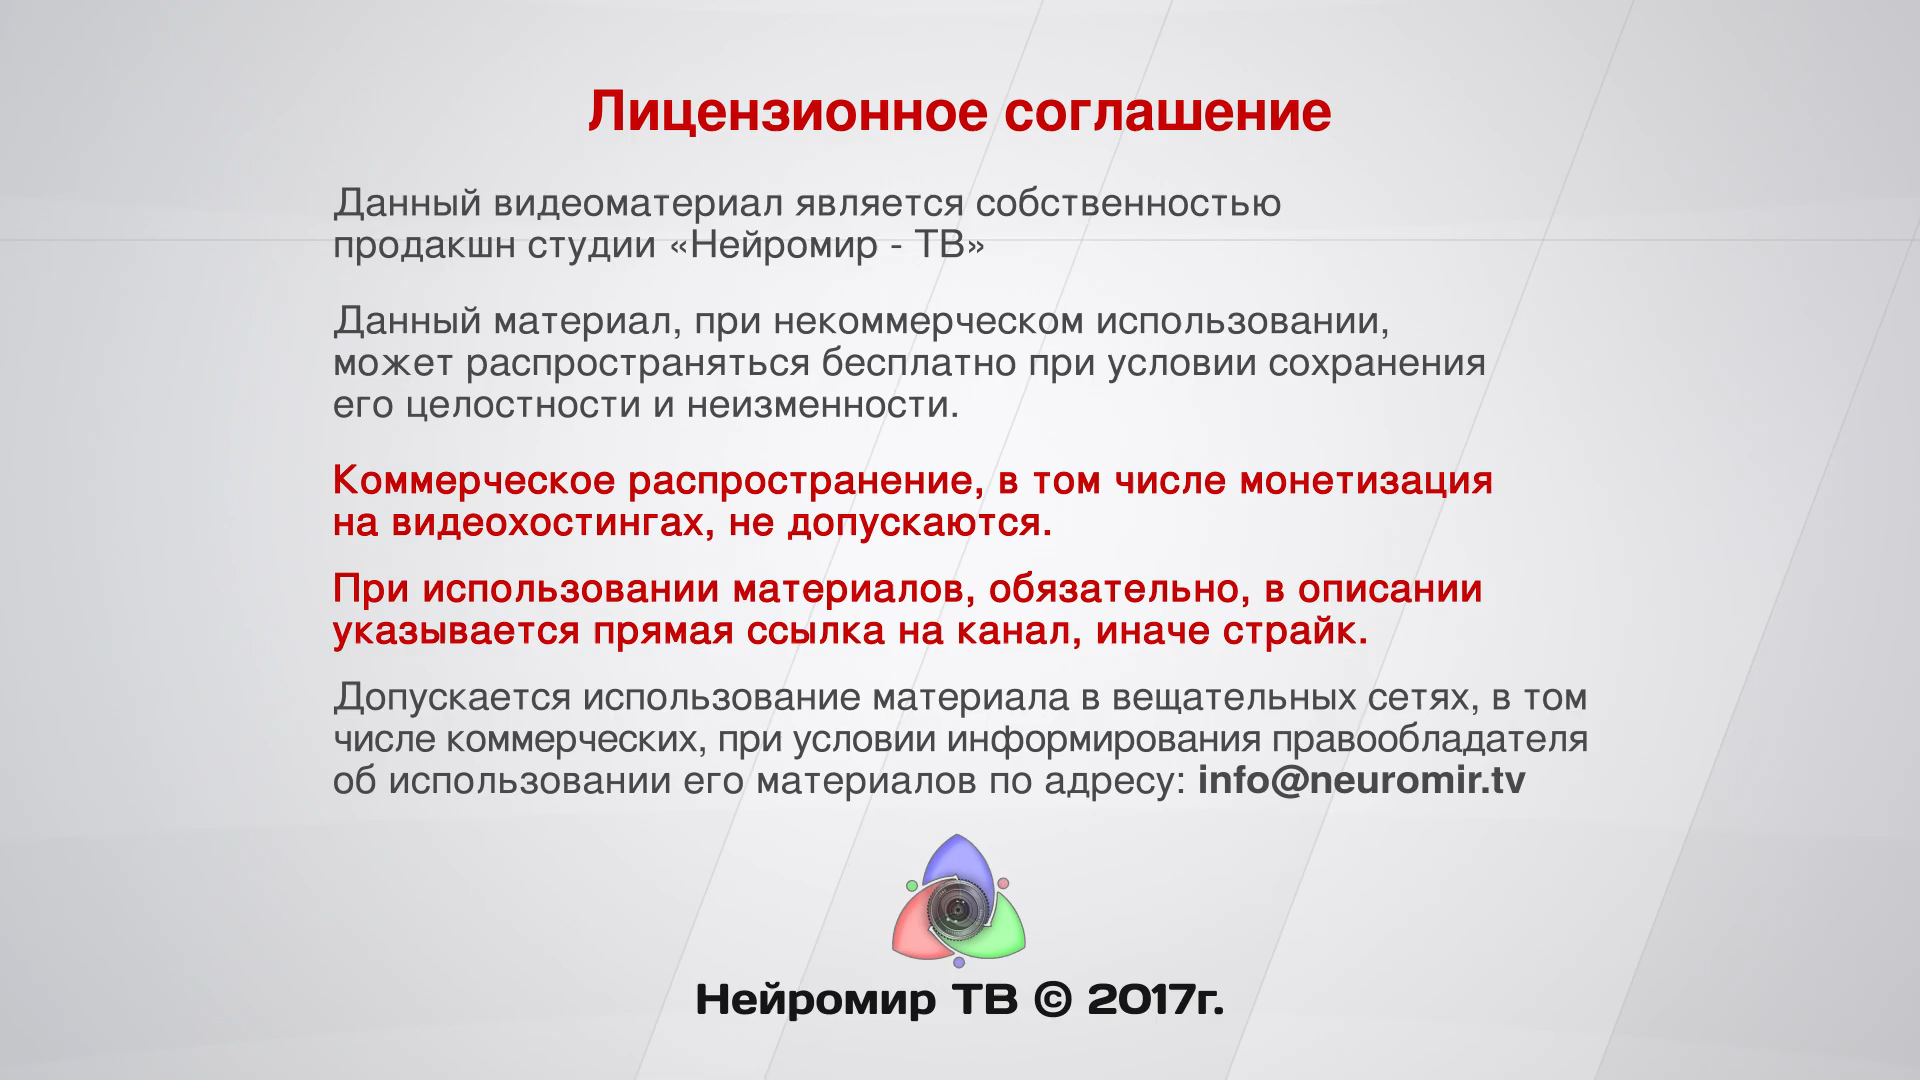 Лицензионное соглашение
Данный видеоматериал является собственностью
продакшн студии «Нейромир - ТВ»
Данный материал, при некоммерческом использовании,
может распространяться бесплатно при условии сохранения
его целостности и неизменности.
Коммерческое распространение, в том числе монетизация
на видеохостингах, не допускаются.
При использовании материалов, обязательно, в описании
указывается прямая ссылка на канал, иначе страйк.
Допускается использование материала в вещательных сетях, в том
числе коммерческих, при условии информирования правообладателя
об использовании его материалов по адресу: info@neuromir.tv
Нейромир ТВ © 2017г.